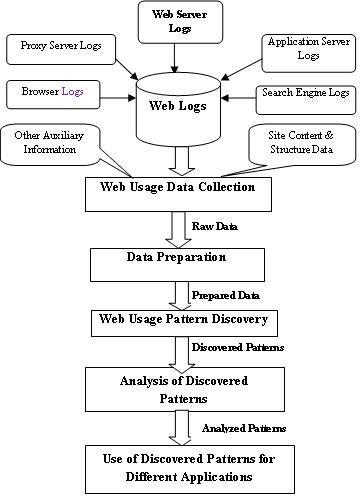 Web Server
Logs
Proxy Server Logs
Application Server
Logs
Browser Logs
Web Logs
Search Engine Logs
Other Auxiliary
Information
Site Content &
Structure Data
Web Usage Data Collection
Raw Data
Data Preparation
Prepared Data
Web Usage Pattern Discovery
Discovered Patterns
Analysis of Discovered
Patterns
Analyzed Patterns
Use of Discovered Patterns for
Different Applications